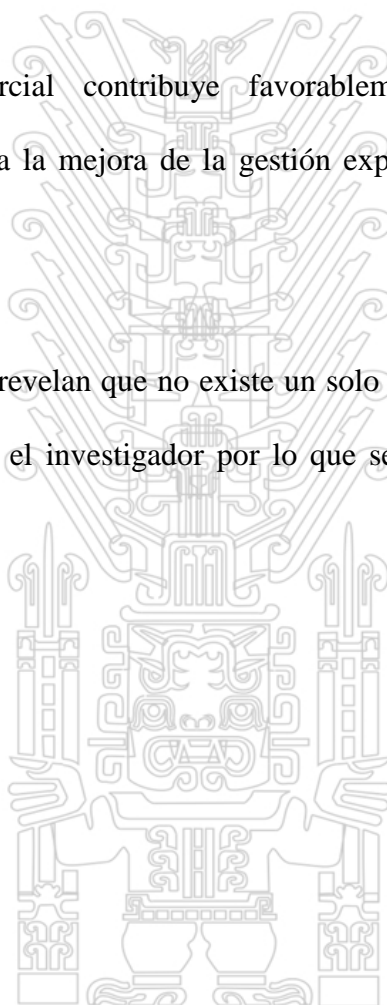 rcial contribuye favorablem
a la mejora de la gestión exp
revelan que no existe un solo
el investigador por lo que se